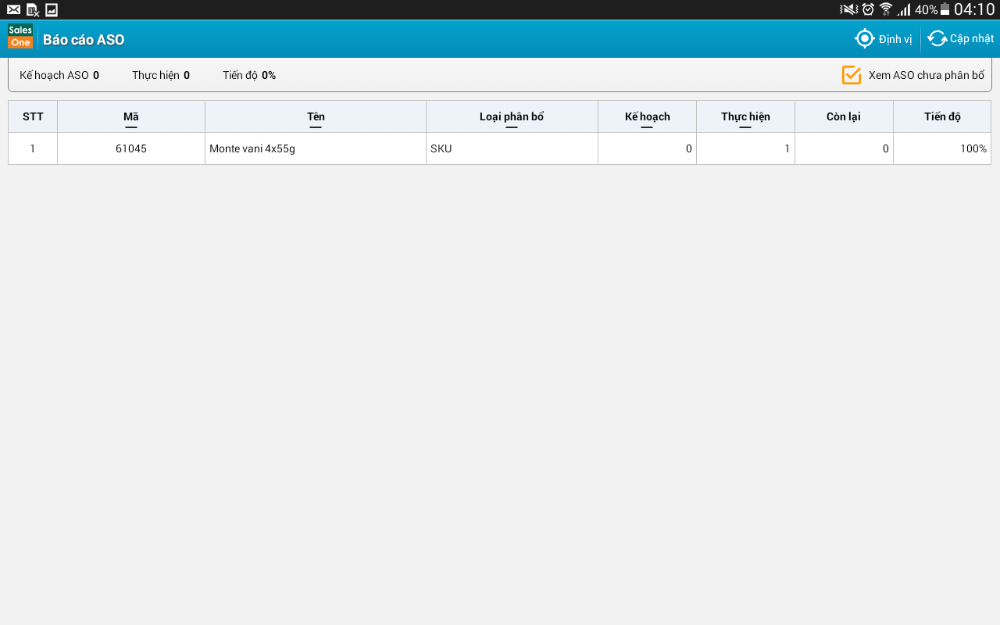 40% 04:10
Sales One Báo cáo ASO Định vị Cập nhật
Kế hoạch ASO 0 Thực hiện 0 Tiến độ 0% Xem ASO chưa phân bổ
STT Mã Tên Loại phân bổ Kế hoạch Thực hiện Còn lại Tiến độ
1 61045 Monte vani 4x55g SKU 0 1 0 100%